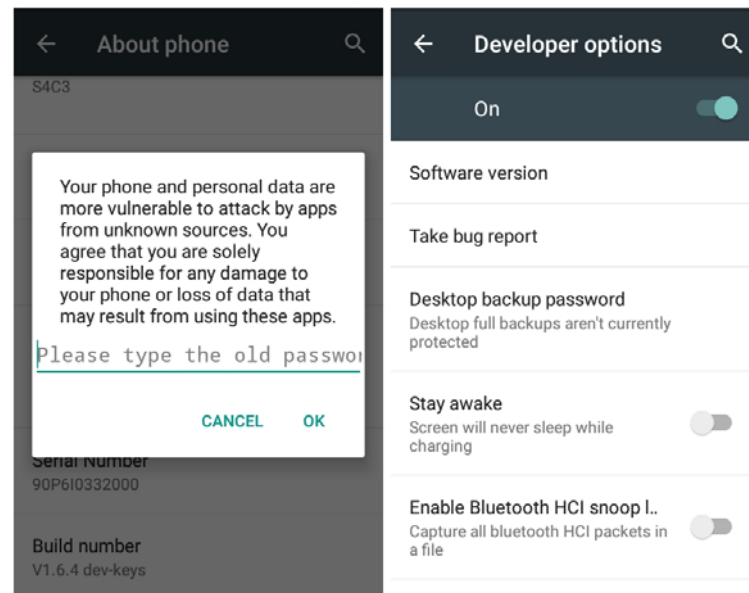 About phone
S4C3
Your phone and personal data are
more vulnerable to attack by apps
from unknown sources. You
agree that you are solely
responsible for any damage to
your phone or loss of data that
may result from using these apps.
Please type the old passwor
CANCEL OK
Serial Number
90P6I0332000
Build number
V1.6.4 dev-keys
Developer options
On
Software version
Take bug report
Desktop backup password
Desktop full backups aren't currently
protected
Stay awake
Screen will never sleep while
charging
Enable Bluetooth HCI snoop l..
Capture all bluetooth HCI packets in
a file